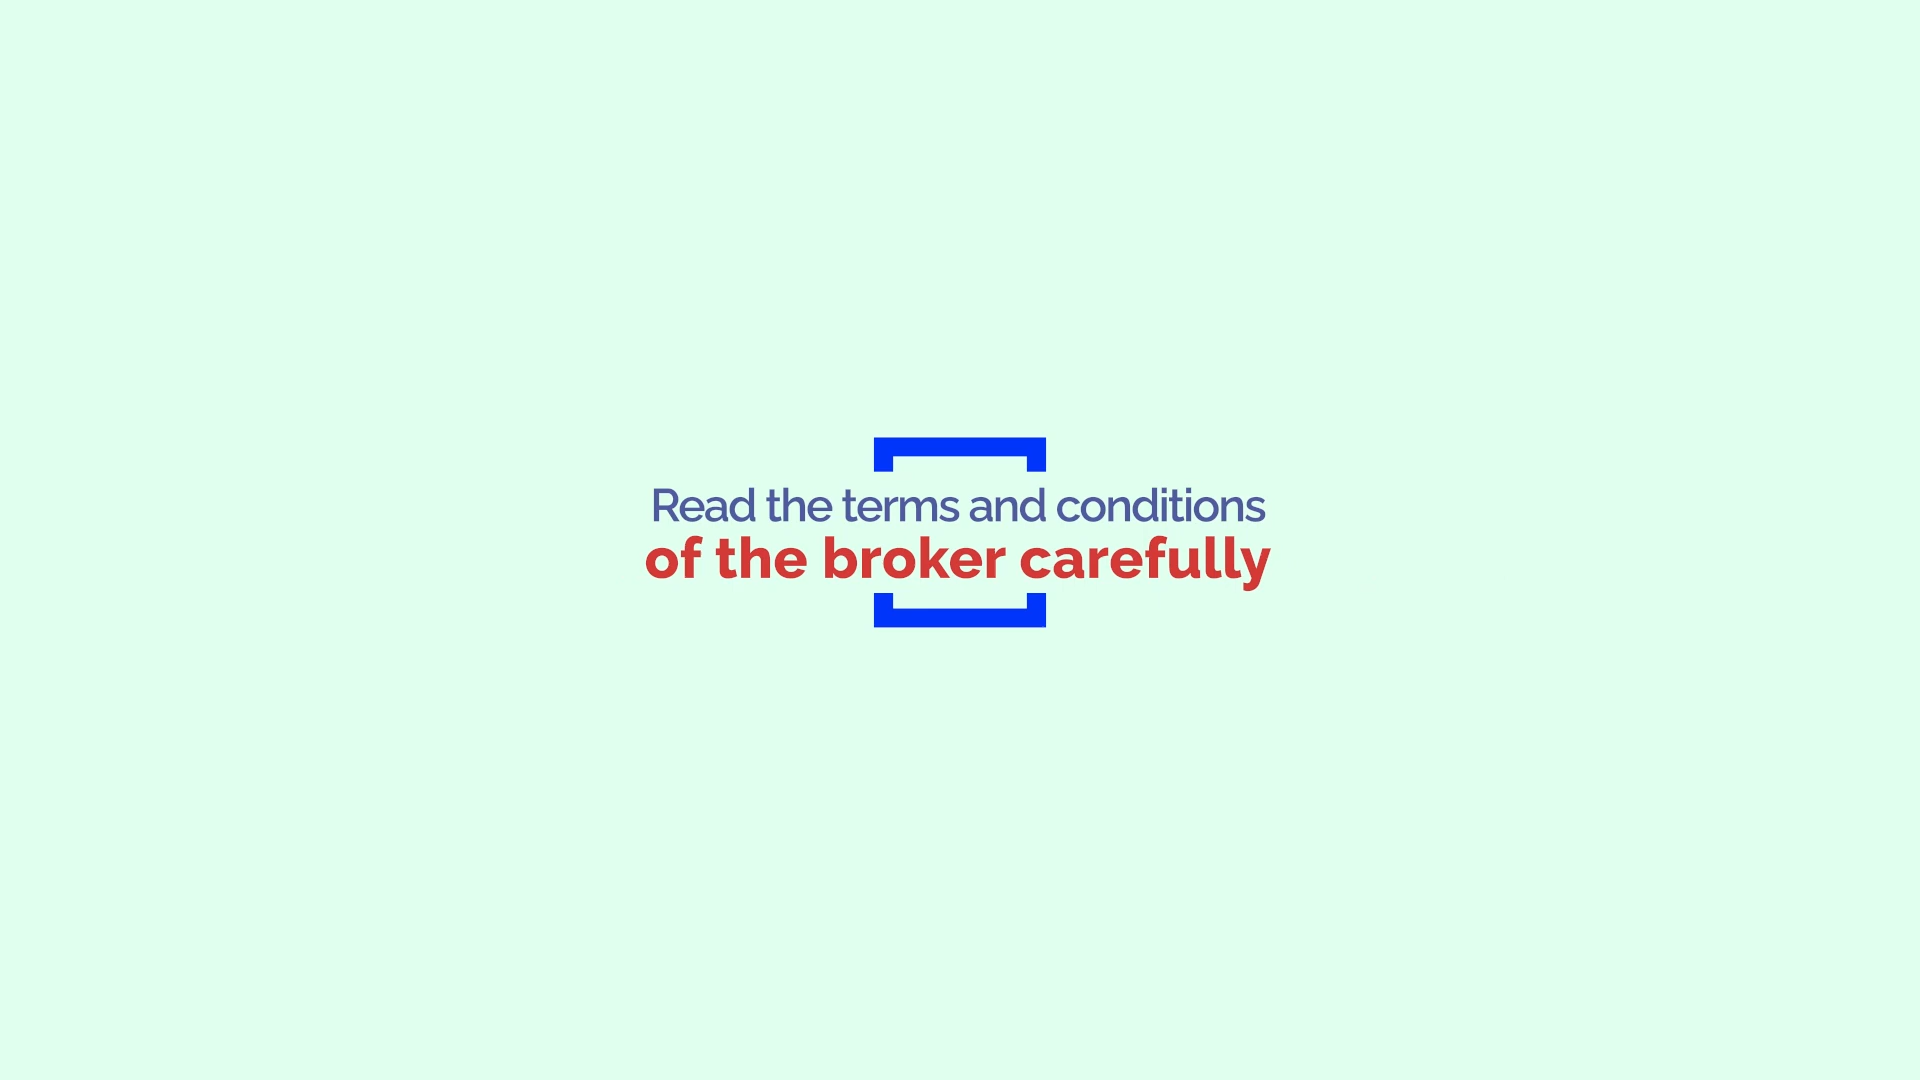 Read the terms and conditions
of the broker carefully